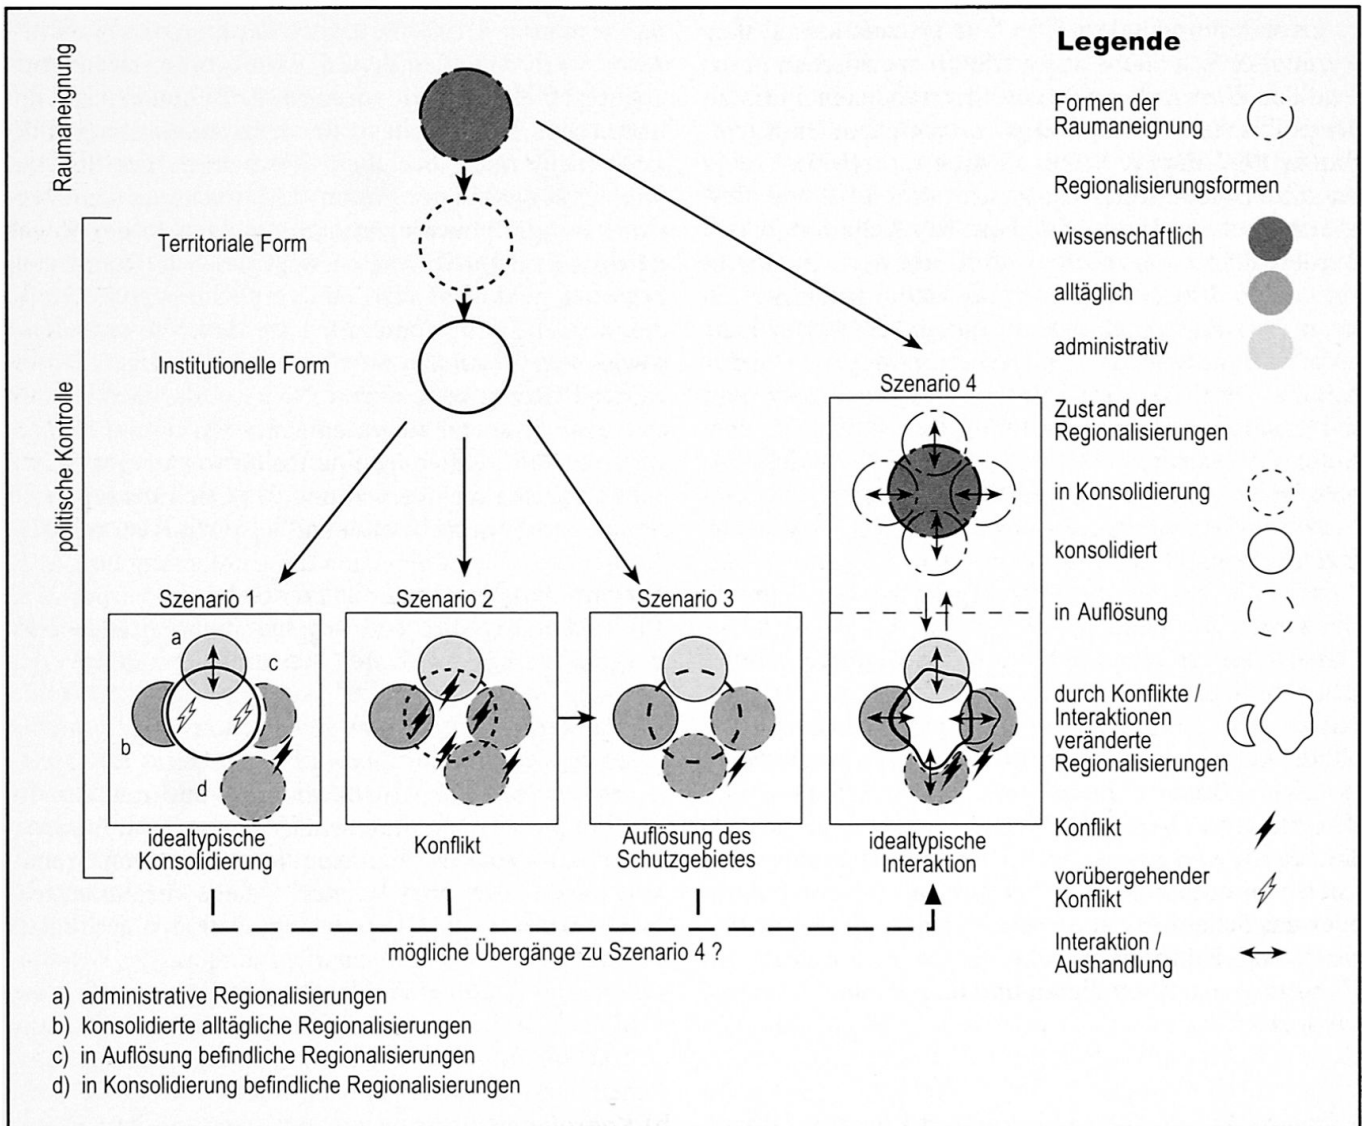 Raumaneignung
politische Kontrolle
Territoriale Form
Institutionelle Form
Szenario 1
a
c
b
d
idealtypische
Konsolidierung
Szenario 2
Konflikt
Szenario 3
Auflösung des
Schutzgebietes
Szenario 4
idealtypische
Interaktion
mögliche Übergänge zu Szenario 4 ?
a) administrative Regionalisierungen
b) konsolidierte alltägliche Regionalisierungen
c) in Auflösung befindliche Regionalisierungen
d) in Konsolidierung befindliche Regionalisierungen
Legende
Formen der
Raumaneignung
Regionalisierungsformen
wissenschaftlich
alltäglich
administrativ
Zustand der
Regionalisierungen
in Konsolidierung
konsolidiert
in Auflösung
durch Konflikte /
Interaktionen
veränderte
Regionalisierungen
Konflikt
vorübergehender
Konflikt
Interaktion /
Aushandlung